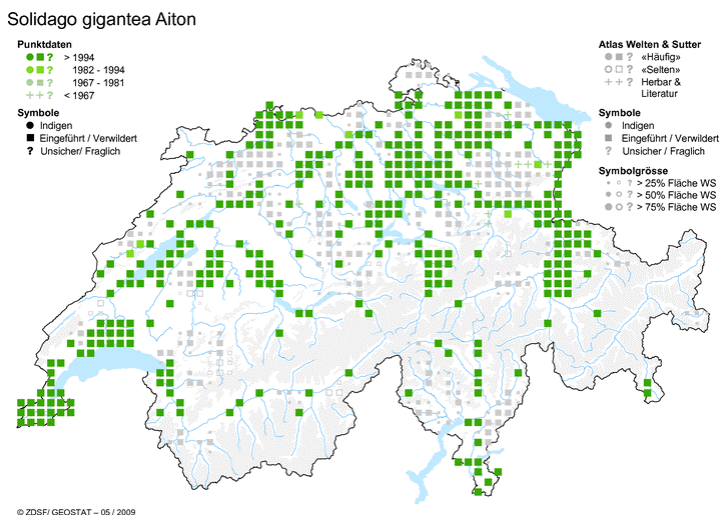 Solidago gigantea Aiton
Punktdaten
? > 1994
? 1982 - 1994
? 1967 - 1981
++? < 1967
Symbole
Indigen
Eingeführt / Verwildert
? Unsicher/ Fraglich
Atlas Welten & Sutter
? «Häufig»
? «Selten»
++? Herbar &
Literatur
Symbole
Indigen
Eingeführt / Verwildert
? Unsicher/ Fraglich
Symbolgrösse
? > 25% Fläche WS
? > 50% Fläche WS
? > 75% Fläche WS
© ZDSF/ GEOSTAT – 05 / 2009